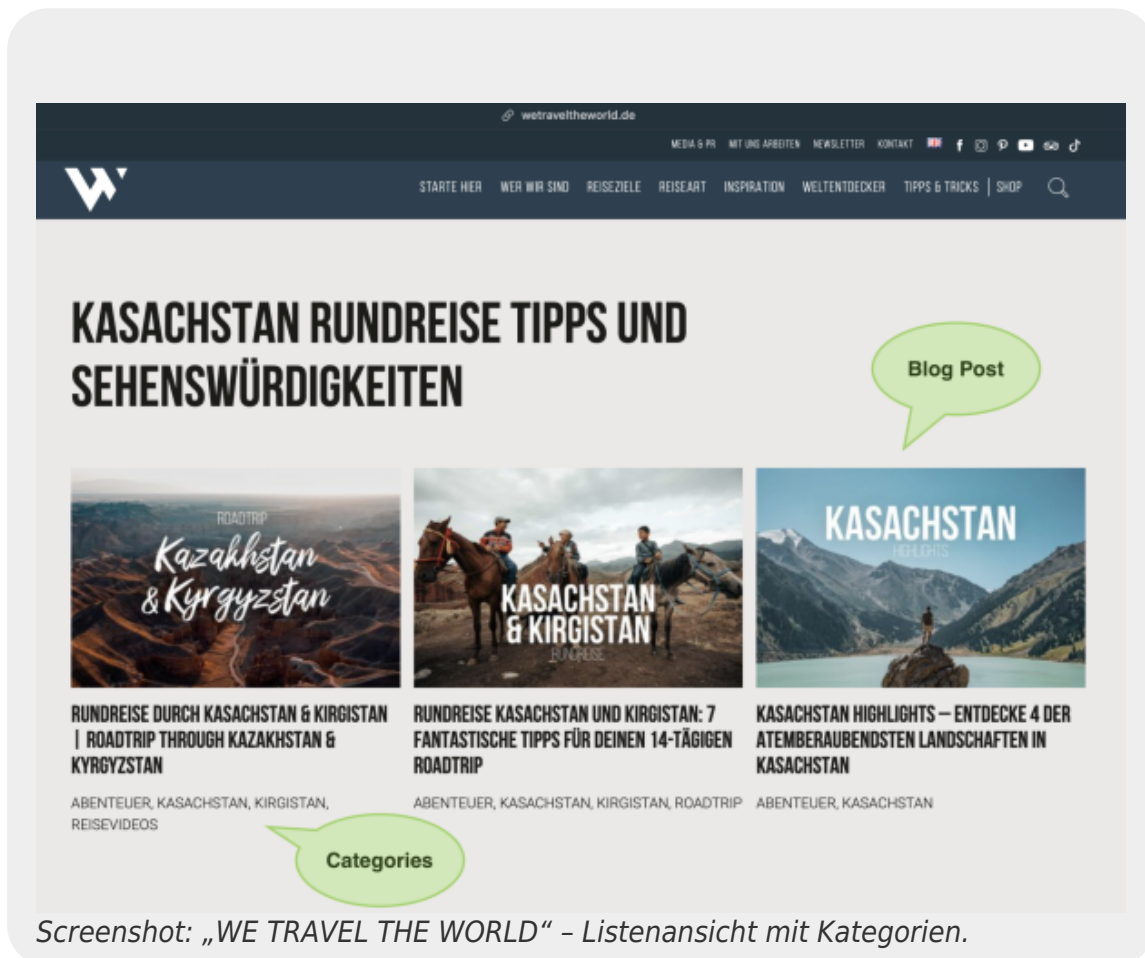 wetraveltheworld.de
MEDIA & PR MIT UNS ARBEITEN NEWSLETTER KONTAKT
STARTE HIER WER WIR SIND REISEZIELE REISEART INSPIRATION WELTENTDECKER TIPPS & TRICKS | SHOP
KASACHSTAN RUNDREISE TIPPS UND
SEHENSWÜRDIGKEITEN
Blog Post
ROADTRIP
Kazakhstan
& Kyrgyzstan
KASACHSTAN
& KIRGISTAN
RUNDREISE
KASACHSTAN
HIGHLIGHTS
RUNDREISE DURCH KASACHSTAN & KIRGISTAN
| ROADTRIP THROUGH KAZAKHSTAN &
KYRGYZSTAN
RUNDREISE KASACHSTAN UND KIRGISTAN: 7
FANTASTISCHE TIPPS FÜR DEINEN 14-TÄGIGEN
ROADTRIP
KASACHSTAN HIGHLIGHTS – ENTDECKE 4 DER
ATEMBERAUBENDSTEN LANDSCHAFTEN IN
KASACHSTAN
ABENTEUER, KASACHSTAN, KIRGISTAN,
REISEVIDEOS
ABENTEUER, KASACHSTAN, KIRGISTAN, ROADTRIP
ABENTEUER, KASACHSTAN
Categories
Screenshot: „WE TRAVEL THE WORLD“ – Listenansicht mit Kategorien.